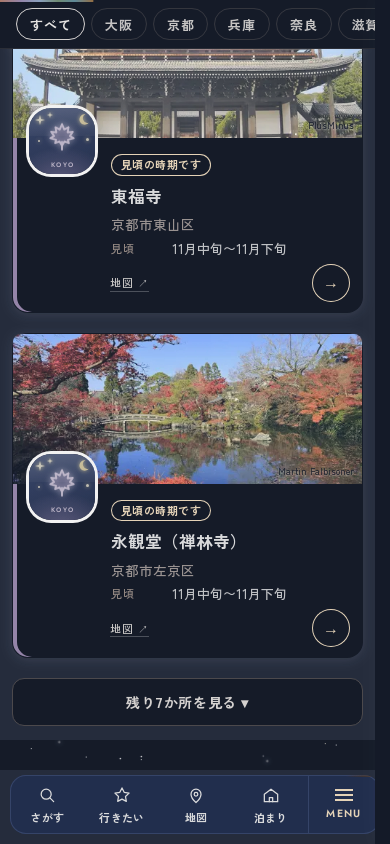 すべて
大阪
京都
兵庫
奈良
滋賀
PlusMinus
KOYO
見頃の時期です
東福寺
京都市東山区
見頃 11月中旬〜11月下旬
地図 ↗
→
Martin Falbisoner
KOYO
見頃の時期です
永観堂（禅林寺）
京都市左京区
見頃 11月中旬〜11月下旬
地図 ↗
→
残り7か所を見る ▾
さがす
行きたい
地図
泊まり
MENU